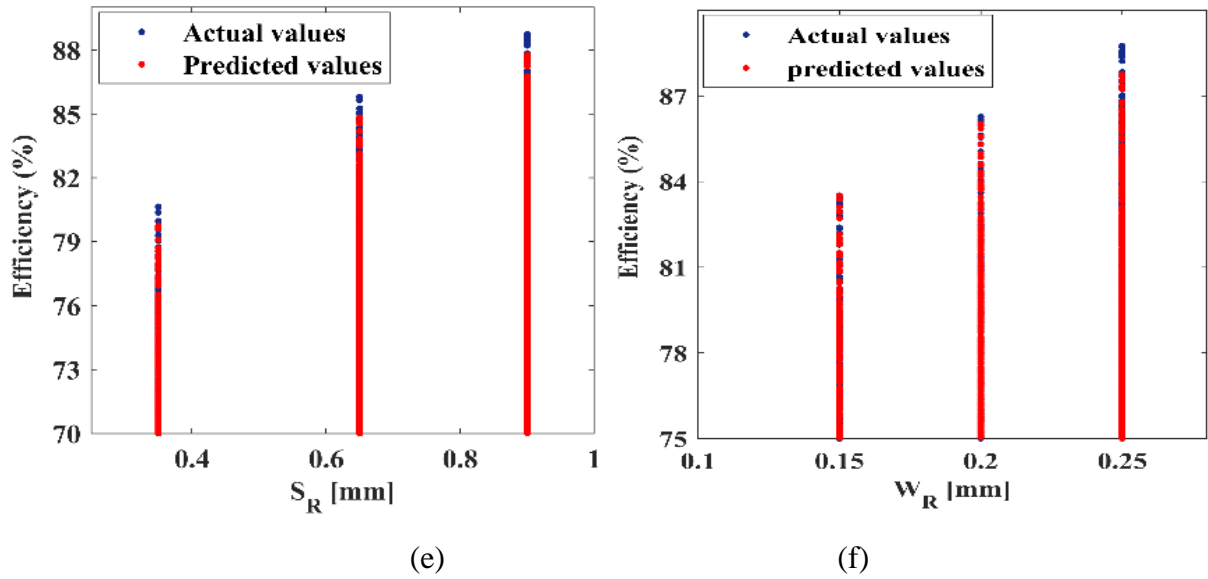 Actual values
Predicted values
88
85
82
79
76
73
70
0.4
0.6
0.8
1
Efficiency (%)
S_R [mm]
(e)
Actual values
predicted values
87
84
81
78
75
0.1
0.15
0.2
0.25
Efficiency (%)
W_R [mm]
(f)